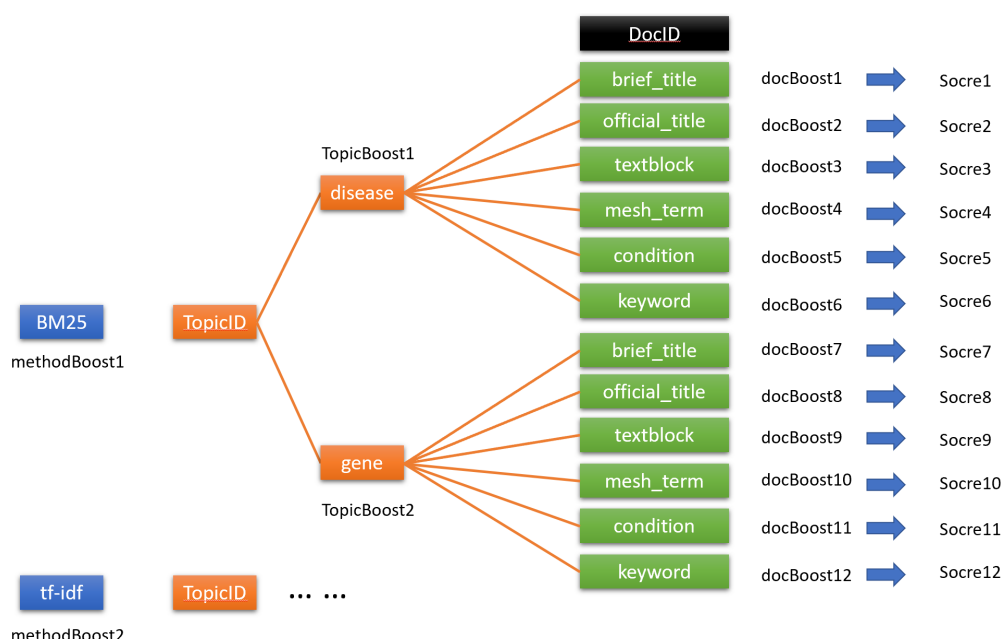 DocID
brief_title docBoost1 Socre1
official_title docBoost2 Socre2
TopicBoost1
textblock docBoost3 Socre3
disease
mesh_term docBoost4 Socre4
condition docBoost5 Socre5
keyword docBoost6 Socre6
BM25 TopicID
methodBoost1
brief_title docBoost7 Socre7
official_title docBoost8 Socre8
textblock docBoost9 Socre9
gene
mesh_term docBoost10 Socre10
TopicBoost2
condition docBoost11 Socre11
keyword docBoost12 Socre12
tf-idf TopicID ... ...
methodBoost2